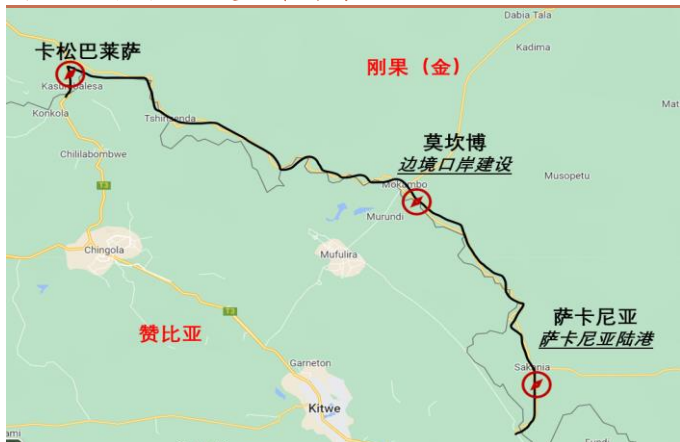 Dabia Tala
Kadima
卡松巴莱萨
刚果（金）
Konkola
Tshinsenda
莫坎博
边境口岸建设
Chililabombwe
Mokambo
Musopetu
T3
Murundi
Chingola
Mufulira
T3
赞比亚
萨卡尼亚
萨卡尼亚陆港
Garneton
Sakania
Kitwe